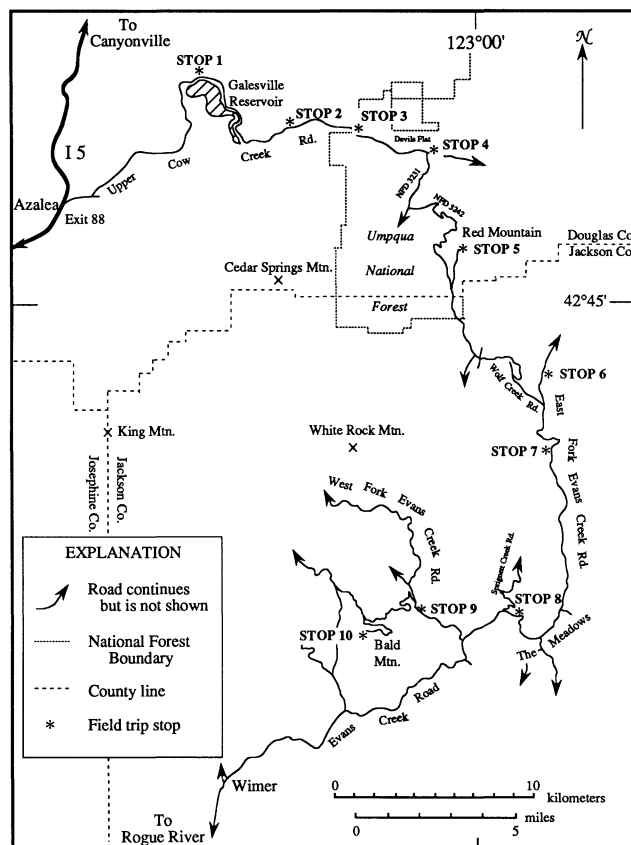 To
Canyonville
123°00'
N
STOP 1
Galesville
Reservoir
STOP 2
STOP 3
Devils Flat
STOP 4
I 5
Upper Cow Creek Rd.
Azalea
Exit 88
NFD 3231
NFD 3242
Umpqua
National
Forest
Red Mountain
STOP 5
Douglas Co.
Jackson Co.
Cedar Springs Mtn.
42°45'
Wolf Creek Rd.
STOP 6
East Fork Evans Creek Rd.
King Mtn.
White Rock Mtn.
STOP 7
Josephine Co.
Jackson Co.
West Fork Evans Creek Rd.
STOP 8
STOP 9
STOP 10
Bald
Mtn.
The Meadows
Evans Creek Road
Wimer
To
Rogue River
EXPLANATION
Road continues
but is not shown
National Forest
Boundary
County line
* Field trip stop
0 10
kilometers
0 5
miles